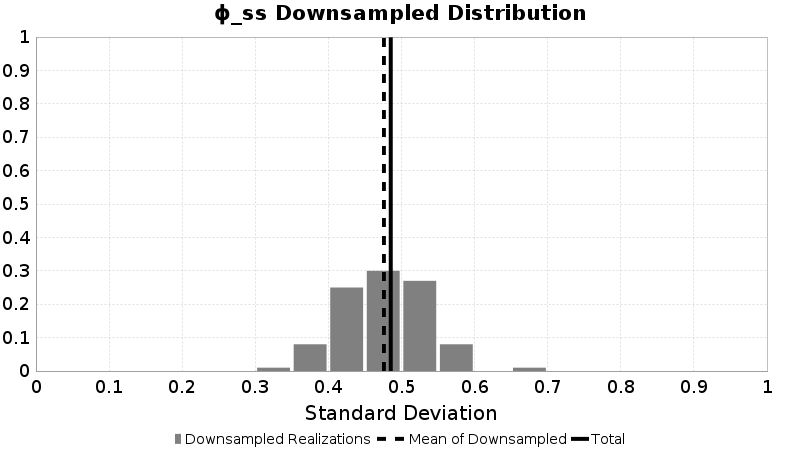 ϕ_ss Downsampled Distribution
1
0.9
0.8
0.7
0.6
0.5
0.4
0.3
0.2
0.1
0
0 0.1 0.2 0.3 0.4 0.5 0.6 0.7 0.8 0.9 1
Standard Deviation
Downsampled Realizations Mean of Downsampled Total